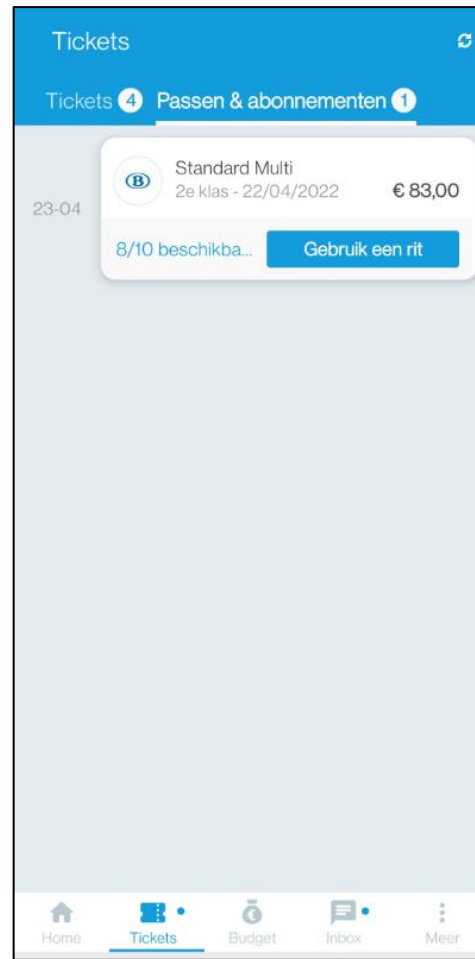 Tickets
Tickets 4 Passen & abonnementen 1
23-04
B
Standard Multi
2e klas - 22/04/2022
€ 83,00
8/10 beschikba...
Gebruik een rit
Home Tickets Budget Inbox Meer